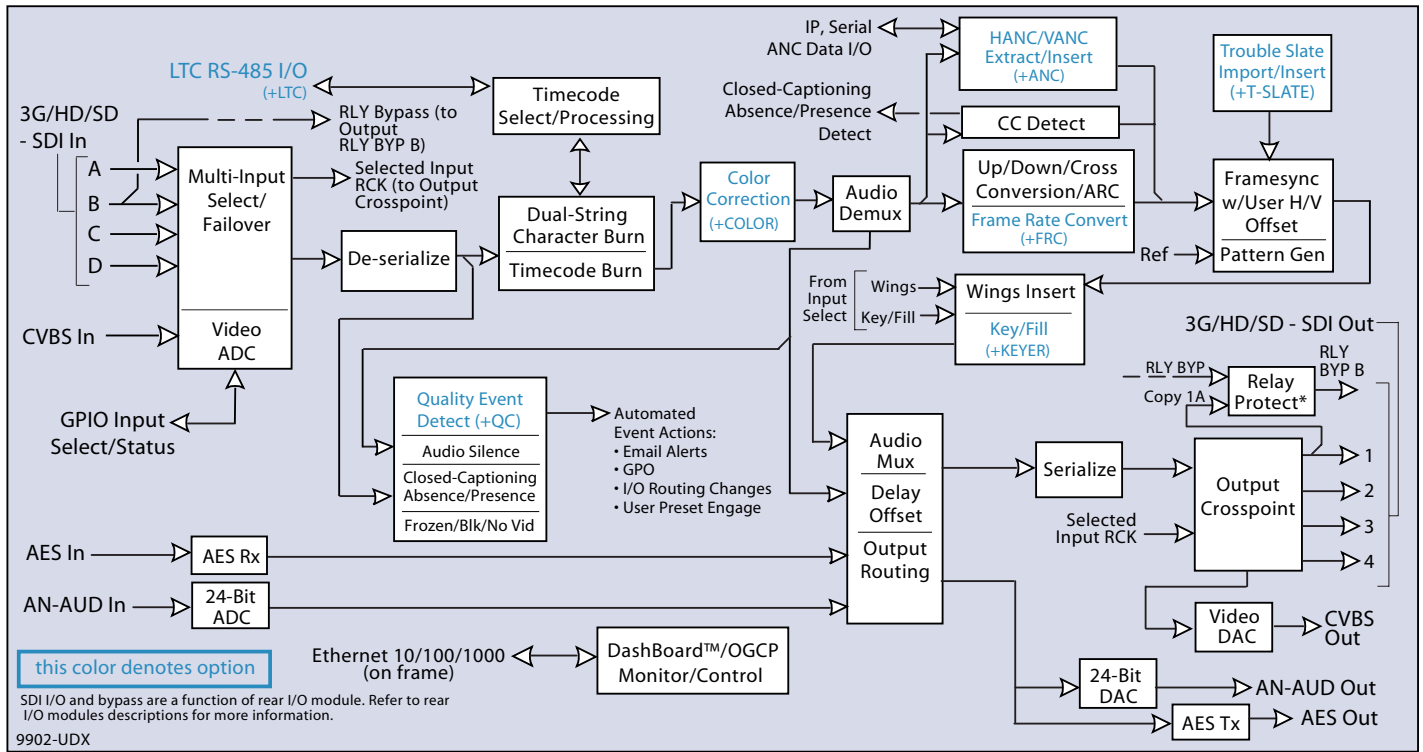 IP, Serial
ANC Data I/O
HANC/VANC
Extract/Insert
(+ANC)
Trouble Slate
Import/Insert
(+T-SLATE)
LTC RS-485 I/O
(+LTC)
Timecode
Select/Processing
Closed-Captioning
Absence/Presence
Detect
CC Detect
3G/HD/SD
- SDI In
RLY Bypass (to
Output
RLY BYP B)
A
B
C
D
Multi-Input
Select/
Failover
Selected Input
RCK (to Output
Crosspoint)
Video
ADC
CVBS In
GPIO Input
Select/Status
De-serialize
Dual-String
Character Burn
Timecode Burn
Color
Correction
(+COLOR)
Audio
Demux
Up/Down/Cross
Conversion/ARC
Frame Rate Convert
(+FRC)
Framesync
w/User H/V
Offset
Pattern Gen
Ref
From
Input
Select
Wings
Key/Fill
Wings Insert
Key/Fill
(+KEYER)
3G/HD/SD - SDI Out
RLY BYP
Copy 1A
Relay
Protect*
RLY
BYP B
Quality Event
Detect (+QC)
Audio Silence
Closed-Captioning
Absence/Presence
Frozen/Blk/No Vid
Automated
Event Actions:
• Email Alerts
• GPO
• I/O Routing Changes
• User Preset Engage
Audio
Mux
Delay
Offset
Output
Routing
Serialize
Selected
Input RCK
Output
Crosspoint
1
2
3
4
AES In
AES Rx
AN-AUD In
24-Bit
ADC
Video
DAC
CVBS
Out
Ethernet 10/100/1000
(on frame)
DashBoard™/OGCP
Monitor/Control
24-Bit
DAC
AN-AUD Out
AES Tx
AES Out
this color denotes option
SDI I/O and bypass are a function of rear I/O module. Refer to rear
I/O modules descriptions for more information.
9902-UDX